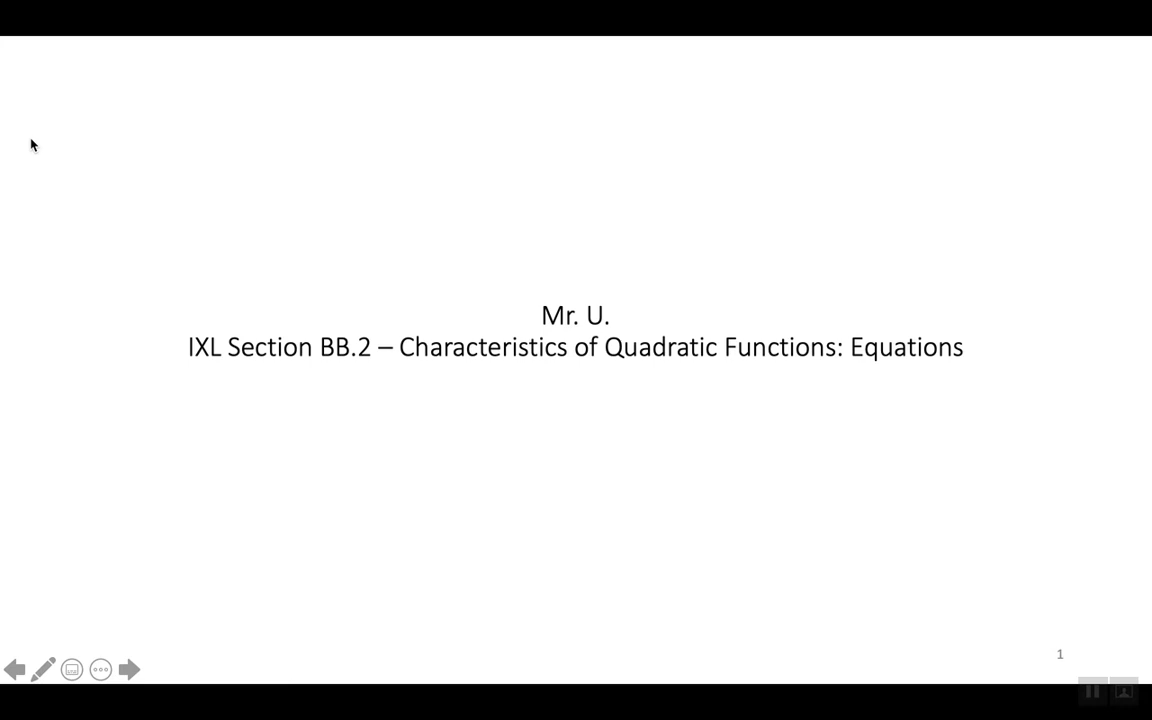 Mr. U.
IXL Section BB.2 – Characteristics of Quadratic Functions: Equations
1